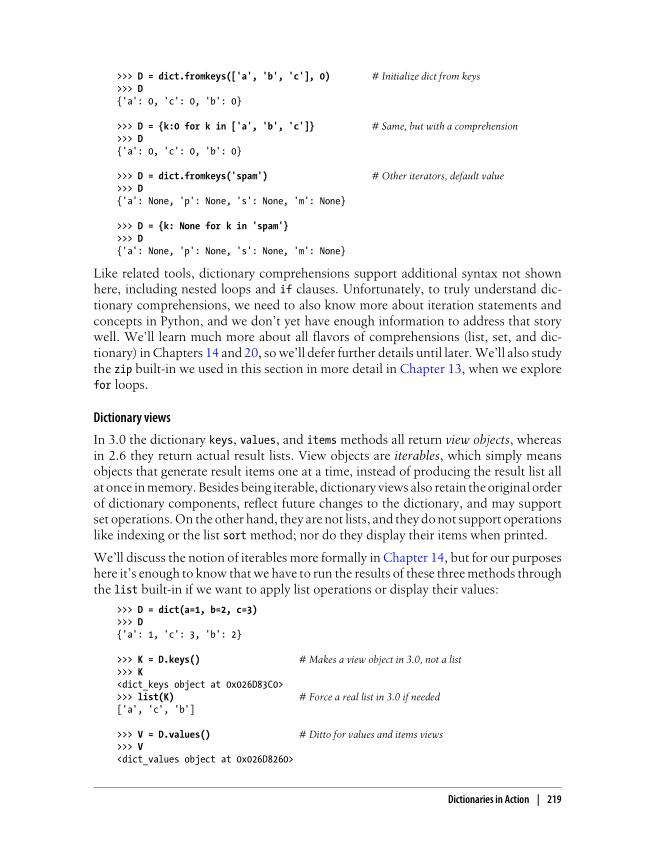 >>> D = dict.fromkeys(['a', 'b', 'c'], 0) # Initialize dict from keys
>>> D
{'a': 0, 'c': 0, 'b': 0}
>>> D = {k:0 for k in ['a', 'b', 'c']} # Same, but with a comprehension
>>> D
{'a': 0, 'c': 0, 'b': 0}
>>> D = dict.fromkeys('spam') # Other iterators, default value
>>> D
{'a': None, 'p': None, 's': None, 'm': None}
>>> D = {k: None for k in 'spam'}
>>> D
{'a': None, 'p': None, 's': None, 'm': None}
Like related tools, dictionary comprehensions support additional syntax not shown
here, including nested loops and if clauses. Unfortunately, to truly understand dic-
tionary comprehensions, we need to also know more about iteration statements and
concepts in Python, and we don't yet have enough information to address that story
well. We'll learn much more about all flavors of comprehensions (list, set, and dic-
tionary) in Chapters 14 and 20, so we'll defer further details until later. We'll also study
the zip built-in we used in this section in more detail in Chapter 13, when we explore
for loops.
Dictionary views
In 3.0 the dictionary keys, values, and items methods all return view objects, whereas
in 2.6 they return actual result lists. View objects are iterables, which simply means
objects that generate result items one at a time, instead of producing the result list all
at once in memory. Besides being iterable, dictionary views also retain the original order
of dictionary components, reflect future changes to the dictionary, and may support
set operations. On the other hand, they are not lists, and they do not support operations
like indexing or the list sort method; nor do they display their items when printed.
We'll discuss the notion of iterables more formally in Chapter 14, but for our purposes
here it's enough to know that we have to run the results of these three methods through
the list built-in if we want to apply list operations or display their values:
>>> D = dict(a=1, b=2, c=3)
>>> D
{'a': 1, 'c': 3, 'b': 2}
>>> K = D.keys() # Makes a view object in 3.0, not a list
>>> K
<dict_keys object at 0x026D83C0>
>>> list(K) # Force a real list in 3.0 if needed
['a', 'c', 'b']
>>> V = D.values() # Ditto for values and items views
>>> V
<dict_values object at 0x026D8260>
Dictionaries in Action | 219